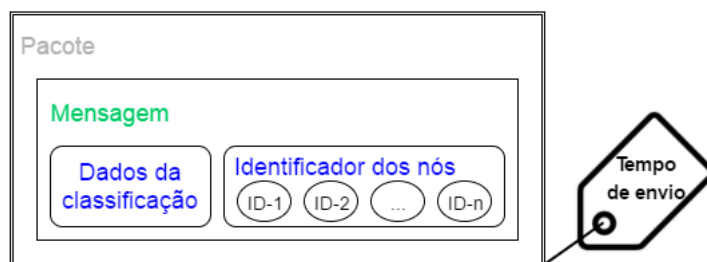 Pacote
Mensagem
Dados da
classificação
Identificador dos nós
ID-1 ID-2 ... ID-n
Tempo
de envio